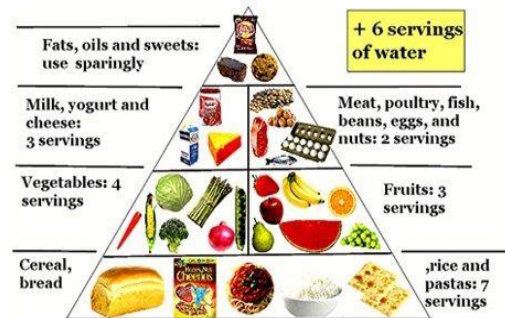 + 6 servings
of water
Fats, oils and sweets:
use sparingly
Milk, yogurt and
cheese:
3 servings
Meat, poultry, fish,
beans, eggs, and
nuts: 2 servings
Vegetables: 4
servings
Fruits: 3
servings
Cereal,
bread
,rice and
pastas: 7
servings
Cheerios